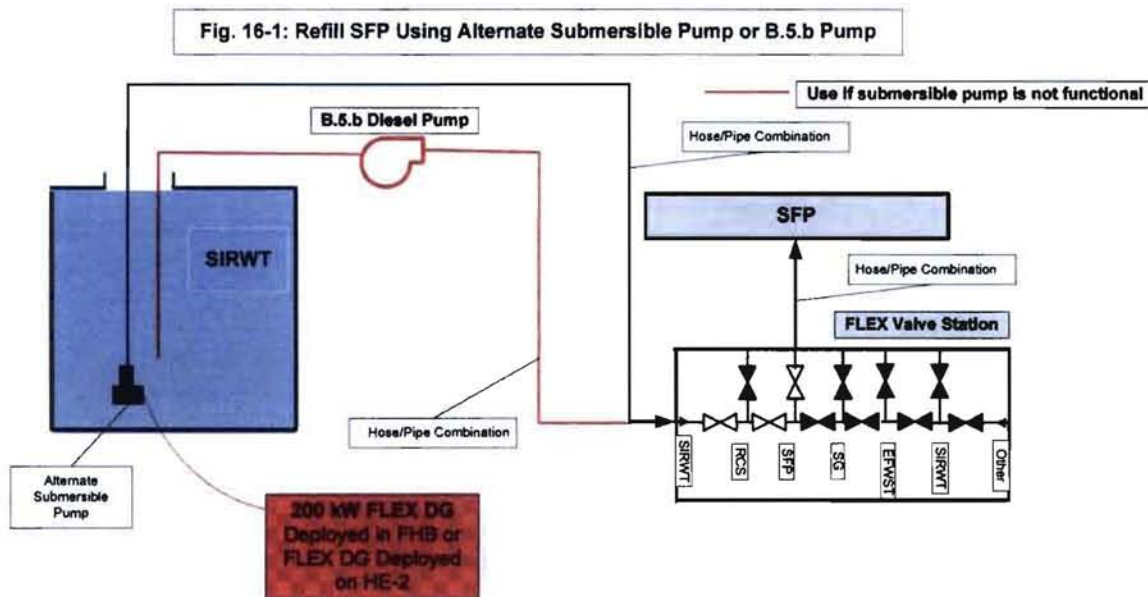 Fig. 16-1: Refill SFP Using Alternate Submersible Pump or B.5.b Pump
Use if submersible pump is not functional
B.5.b Diesel Pump
Hose/Pipe Combination
SFP
SIRWT
Hose/Pipe Combination
FLEX Valve Station
Hose/Pipe Combination
SIRWT
RCS
SFP
SG
EFWST
SIRWT
Other
Alternate
Submersible
Pump
200 kW FLEX DG
Deployed in FHB or
FLEX DG Deployed
on HE-2